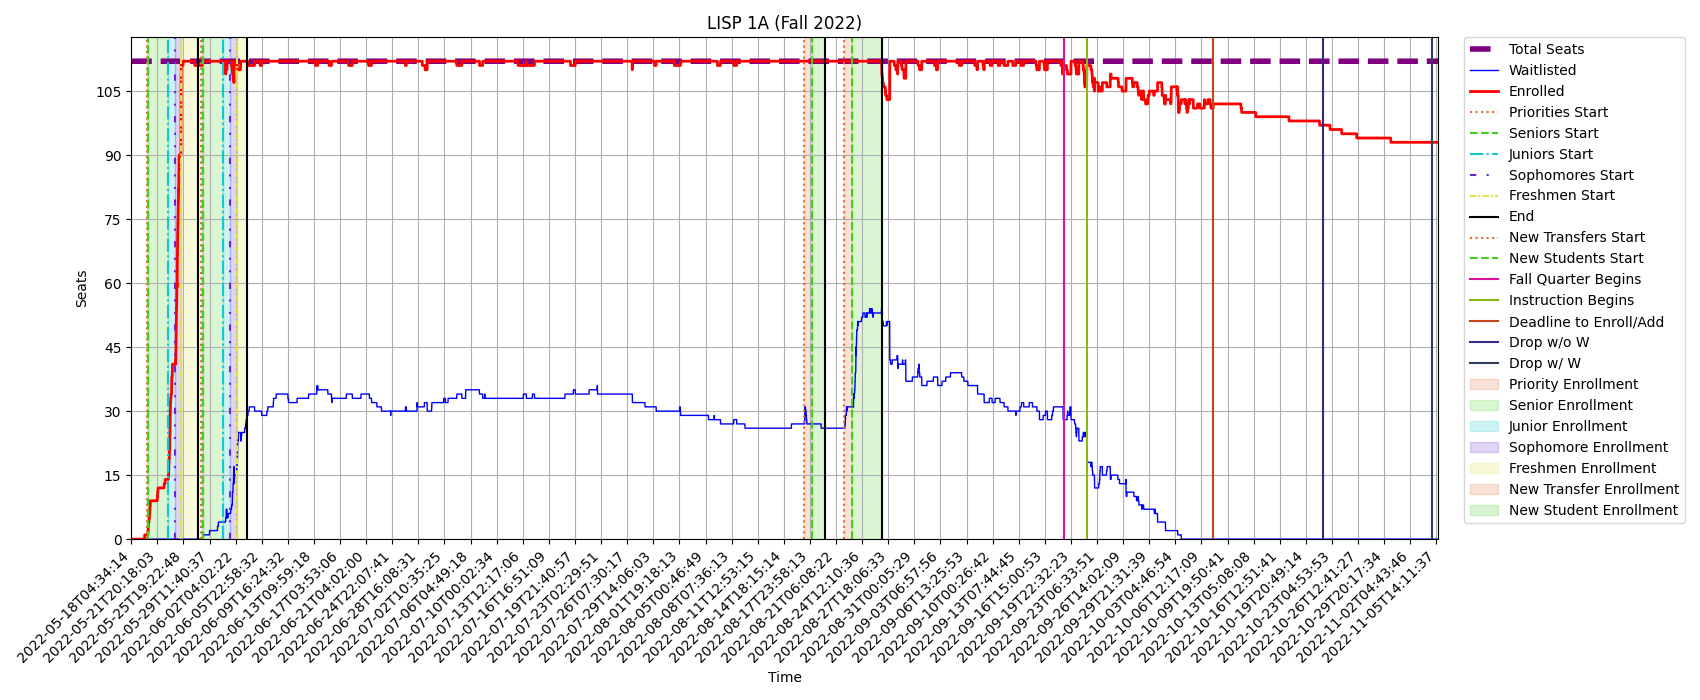 LISP 1A (Fall 2022)
Seats
105
90
75
60
45
30
15
0
2022-05-18T04:34:14
2022-05-21T20:18:03
2022-05-25T19:22:48
2022-05-29T11:40:37
2022-06-02T04:02:22
2022-06-05T22:58:32
2022-06-09T16:24:32
2022-06-13T09:59:18
2022-06-17T03:53:06
2022-06-21T04:02:00
2022-06-24T22:07:41
2022-06-28T16:08:31
2022-07-02T10:35:25
2022-07-06T04:49:18
2022-07-10T00:02:34
2022-07-13T12:17:06
2022-07-16T16:51:09
2022-07-19T21:40:57
2022-07-23T02:29:51
2022-07-26T07:30:17
2022-07-29T14:06:03
2022-08-01T19:18:13
2022-08-05T00:46:49
2022-08-08T07:36:13
2022-08-11T12:53:15
2022-08-14T18:15:14
2022-08-17T23:58:13
2022-08-21T06:08:22
2022-08-24T12:10:36
2022-08-27T18:06:33
2022-08-31T00:05:29
2022-09-03T06:57:56
2022-09-06T13:25:53
2022-09-10T00:26:42
2022-09-13T07:44:45
2022-09-16T15:00:53
2022-09-19T22:32:23
2022-09-23T06:33:51
2022-09-26T14:02:09
2022-09-29T21:31:39
2022-10-03T04:46:54
2022-10-06T12:17:09
2022-10-09T19:50:41
2022-10-13T05:08:08
2022-10-16T12:51:41
2022-10-19T20:49:14
2022-10-23T04:53:53
2022-10-26T12:41:27
2022-10-29T20:17:34
2022-11-02T04:43:46
2022-11-05T14:11:37
Time
Total Seats
Waitlisted
Enrolled
Priorities Start
Seniors Start
Juniors Start
Sophomores Start
Freshmen Start
End
New Transfers Start
New Students Start
Fall Quarter Begins
Instruction Begins
Deadline to Enroll/Add
Drop w/o W
Drop w/ W
Priority Enrollment
Senior Enrollment
Junior Enrollment
Sophomore Enrollment
Freshmen Enrollment
New Transfer Enrollment
New Student Enrollment